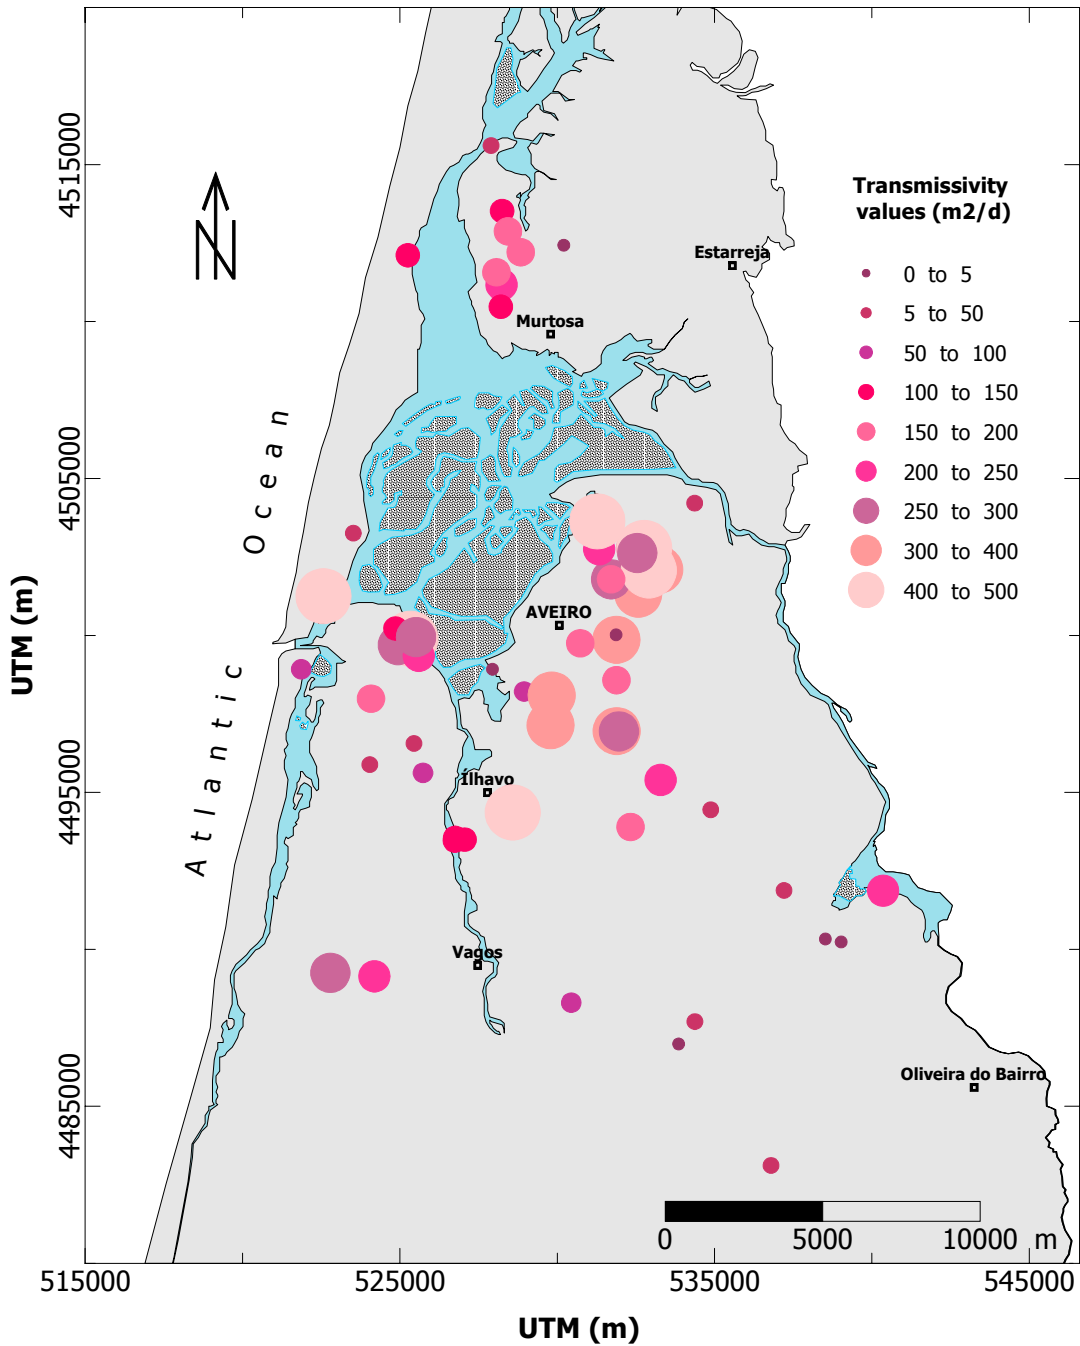 4515000
4505000
4495000
4485000
UTM (m)
N
Atlantic Ocean
Transmissivity
values (m2/d)
0 to 5
5 to 50
50 to 100
100 to 150
150 to 200
200 to 250
250 to 300
300 to 400
400 to 500
Estarreja
Murtosa
AVEIRO
Ílhavo
Vagos
Oliveira do Bairro
0 5000 10000 m
515000 525000 535000 545000
UTM (m)